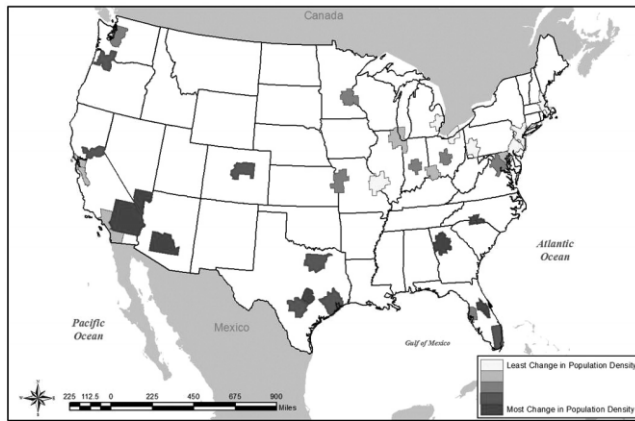 Canada
Atlantic
Ocean
Pacific
Ocean
Mexico
Gulf of Mexico
Least Change in Population Density
Most Change in Population Density
225 112.5 0 225 450 675 900
Miles